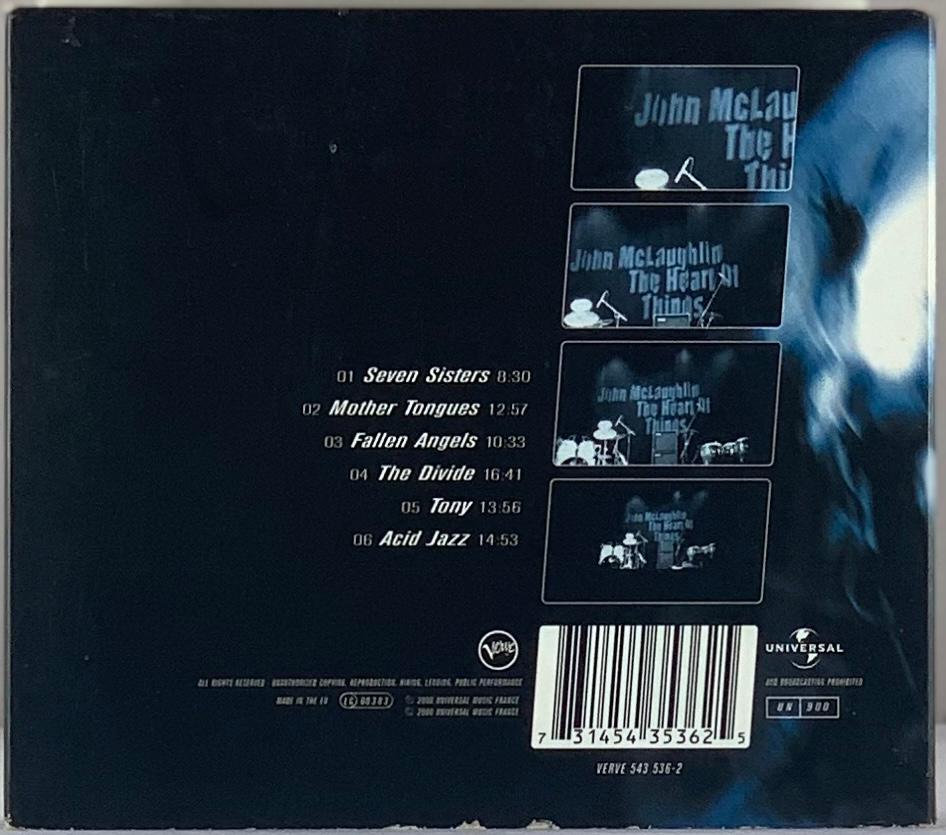 John McLau
The H
Thi
John McLaughlin
The Heart Of
Things
John McLaughlin
The Heart Of
Things
John McLaughlin
The Heart Of
Things
01 Seven Sisters 8:30
02 Mother Tongues 12:57
03 Fallen Angels 10:33
04 The Divide 16:41
05 Tony 13:56
06 Acid Jazz 14:53
Verve
UNIVERSAL
ALL RIGHTS RESERVED UNAUTHORIZED COPYING, REPRODUCTION, HIRING, LENDING, PUBLIC PERFORMANCE
AND BROADCASTING PROHIBITED
MADE IN THE EU LC 00383 ℗ 2000 UNIVERSAL MUSIC FRANCE
© 2000 UNIVERSAL MUSIC FRANCE
UN 900
7 31454 35362 5
VERVE 543 536-2